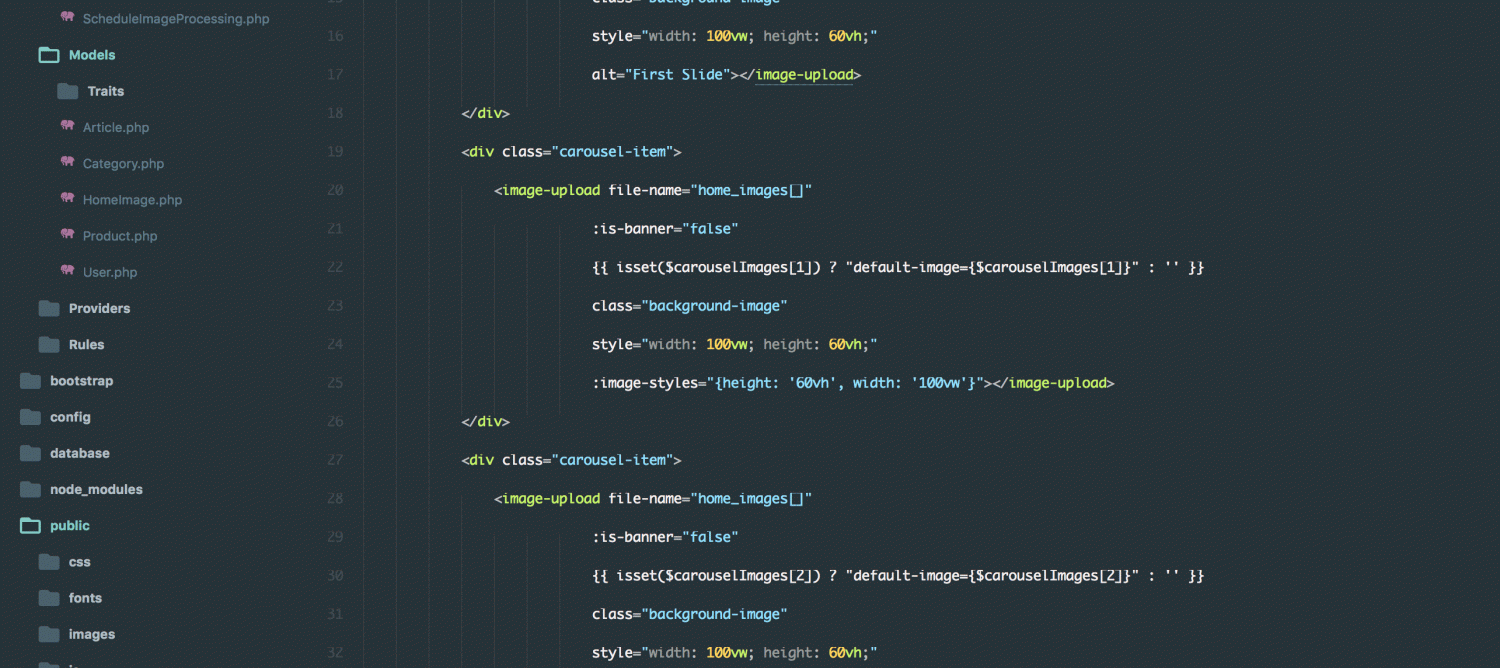 ScheduleImageProcessing.php
Models
Traits
Article.php
Category.php
HomeImage.php
Product.php
User.php
Providers
Rules
bootstrap
config
database
node_modules
public
css
fonts
images
class="background-image"
16 style="width: 100vw; height: 60vh;"
17 alt="First Slide"></image-upload>
18 </div>
19 <div class="carousel-item">
20 <image-upload file-name="home_images[]"
21 :is-banner="false"
22 {{ isset($carouselImages[1]) ? "default-image={$carouselImages[1]}" : '' }}
23 class="background-image"
24 style="width: 100vw; height: 60vh;"
25 :image-styles="{height: '60vh', width: '100vw'}"></image-upload>
26 </div>
27 <div class="carousel-item">
28 <image-upload file-name="home_images[]"
29 :is-banner="false"
30 {{ isset($carouselImages[2]) ? "default-image={$carouselImages[2]}" : '' }}
31 class="background-image"
32 style="width: 100vw; height: 60vh;"